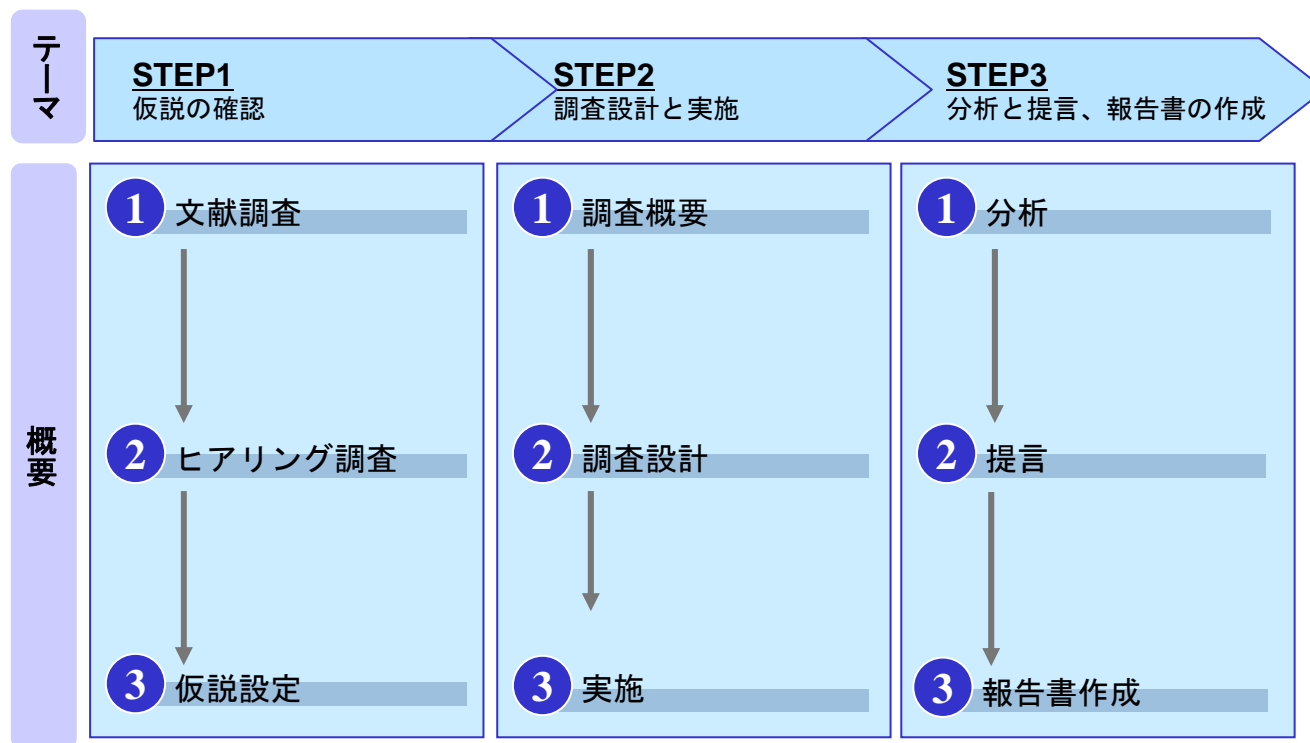 テーマ
STEP1
仮説の確認
STEP2
調査設計と実施
STEP3
分析と提言、報告書の作成
概要
1 文献調査
2 ヒアリング調査
3 仮説設定
1 調査概要
2 調査設計
3 実施
1 分析
2 提言
3 報告書作成